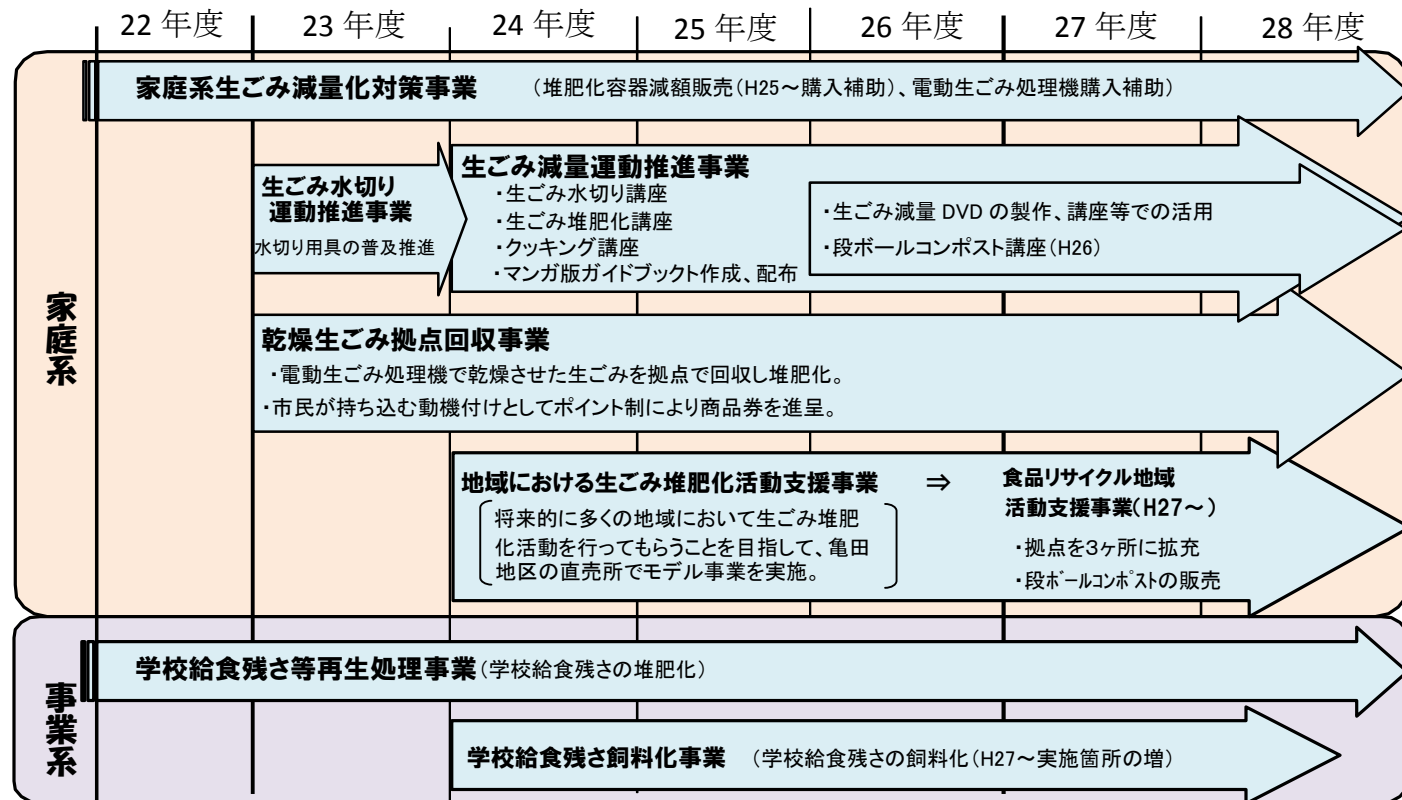 22 年度 23 年度 24 年度 25 年度 26 年度 27 年度 28 年度
家庭系
家庭系生ごみ減量化対策事業 （堆肥化容器減額販売（H25～購入補助）、電動生ごみ処理機購入補助）
生ごみ水切り
運動推進事業
水切り用具の普及推進
生ごみ減量運動推進事業
・生ごみ水切り講座
・生ごみ堆肥化講座
・クッキング講座
・マンガ版ガイドブックト作成、配布
・生ごみ減量 DVD の製作、講座等での活用
・段ボールコンポスト講座（H26）
乾燥生ごみ拠点回収事業
・電動生ごみ処理機で乾燥させた生ごみを拠点で回収し堆肥化。
・市民が持ち込む動機付けとしてポイント制により商品券を進呈。
地域における生ごみ堆肥化活動支援事業 ⇒
将来的に多くの地域において生ごみ堆肥
化活動を行ってもらうことを目指して、亀田
地区の直売所でモデル事業を実施。
食品リサイクル地域
活動支援事業（H27～）
・拠点を３ヶ所に拡充
・段ﾎﾞｰﾙｺﾝﾎﾟｽﾄの販売
事業系
学校給食残さ等再生処理事業（学校給食残さの堆肥化）
学校給食残さ飼料化事業 （学校給食残さの飼料化（H27～実施箇所の増）